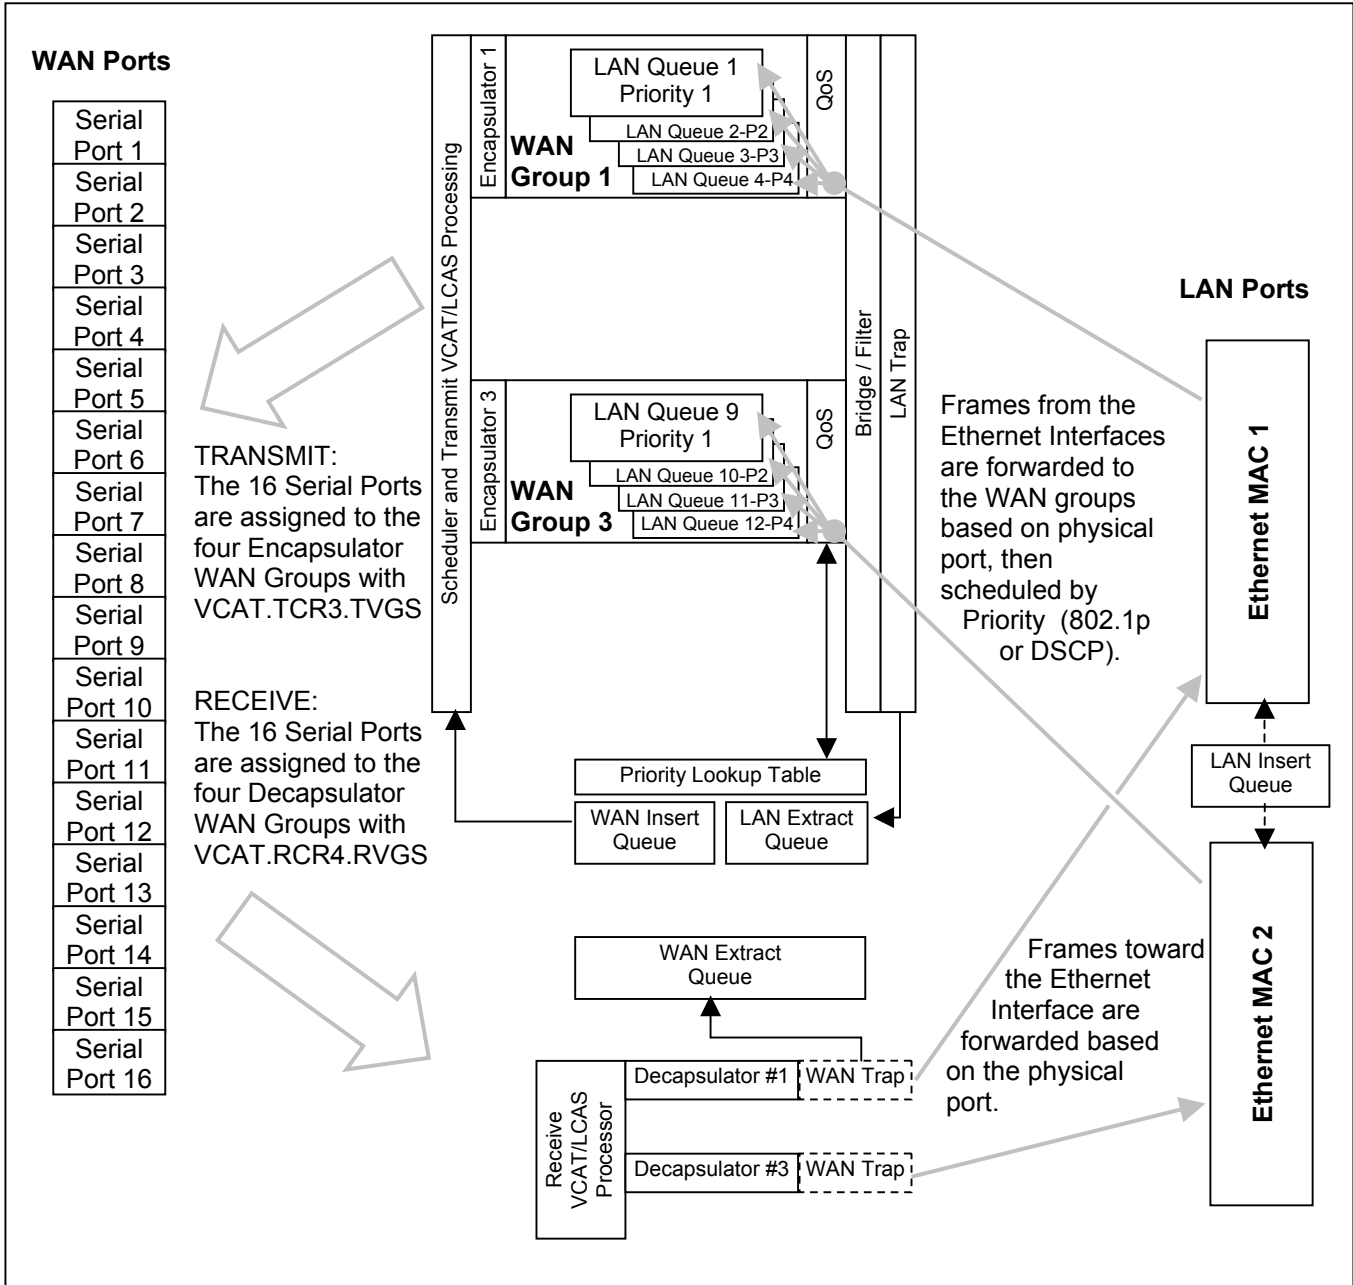 WAN Ports
Serial
Port 1
Serial
Port 2
Serial
Port 3
Serial
Port 4
Serial
Port 5
Serial
Port 6
Serial
Port 7
Serial
Port 8
Serial
Port 9
Serial
Port 10
Serial
Port 11
Serial
Port 12
Serial
Port 13
Serial
Port 14
Serial
Port 15
Serial
Port 16
TRANSMIT:
The 16 Serial Ports
are assigned to the
four Encapsulator
WAN Groups with
VCAT.TCR3.TVGS
RECEIVE:
The 16 Serial Ports
are assigned to the
four Decapsulator
WAN Groups with
VCAT.RCR4.RVGS
Scheduler and Transmit VCAT/LCAS Processing
Encapsulator 1
WAN
Group 1
LAN Queue 1
Priority 1
LAN Queue 2-P2
LAN Queue 3-P3
LAN Queue 4-P4
QoS
Encapsulator 3
WAN
Group 3
LAN Queue 9
Priority 1
LAN Queue 10-P2
LAN Queue 11-P3
LAN Queue 12-P4
QoS
Bridge / Filter
LAN Trap
Priority Lookup Table
WAN Insert
Queue
LAN Extract
Queue
WAN Extract
Queue
Receive
VCAT/LCAS
Processor
Decapsulator #1
WAN Trap
Decapsulator #3
WAN Trap
LAN Ports
Frames from the
Ethernet Interfaces
are forwarded to
the WAN groups
based on physical
port, then
scheduled by
Priority (802.1p
or DSCP).
Ethernet MAC 1
LAN Insert
Queue
Ethernet MAC 2
Frames toward
the Ethernet
Interface are
forwarded based
on the physical
port.